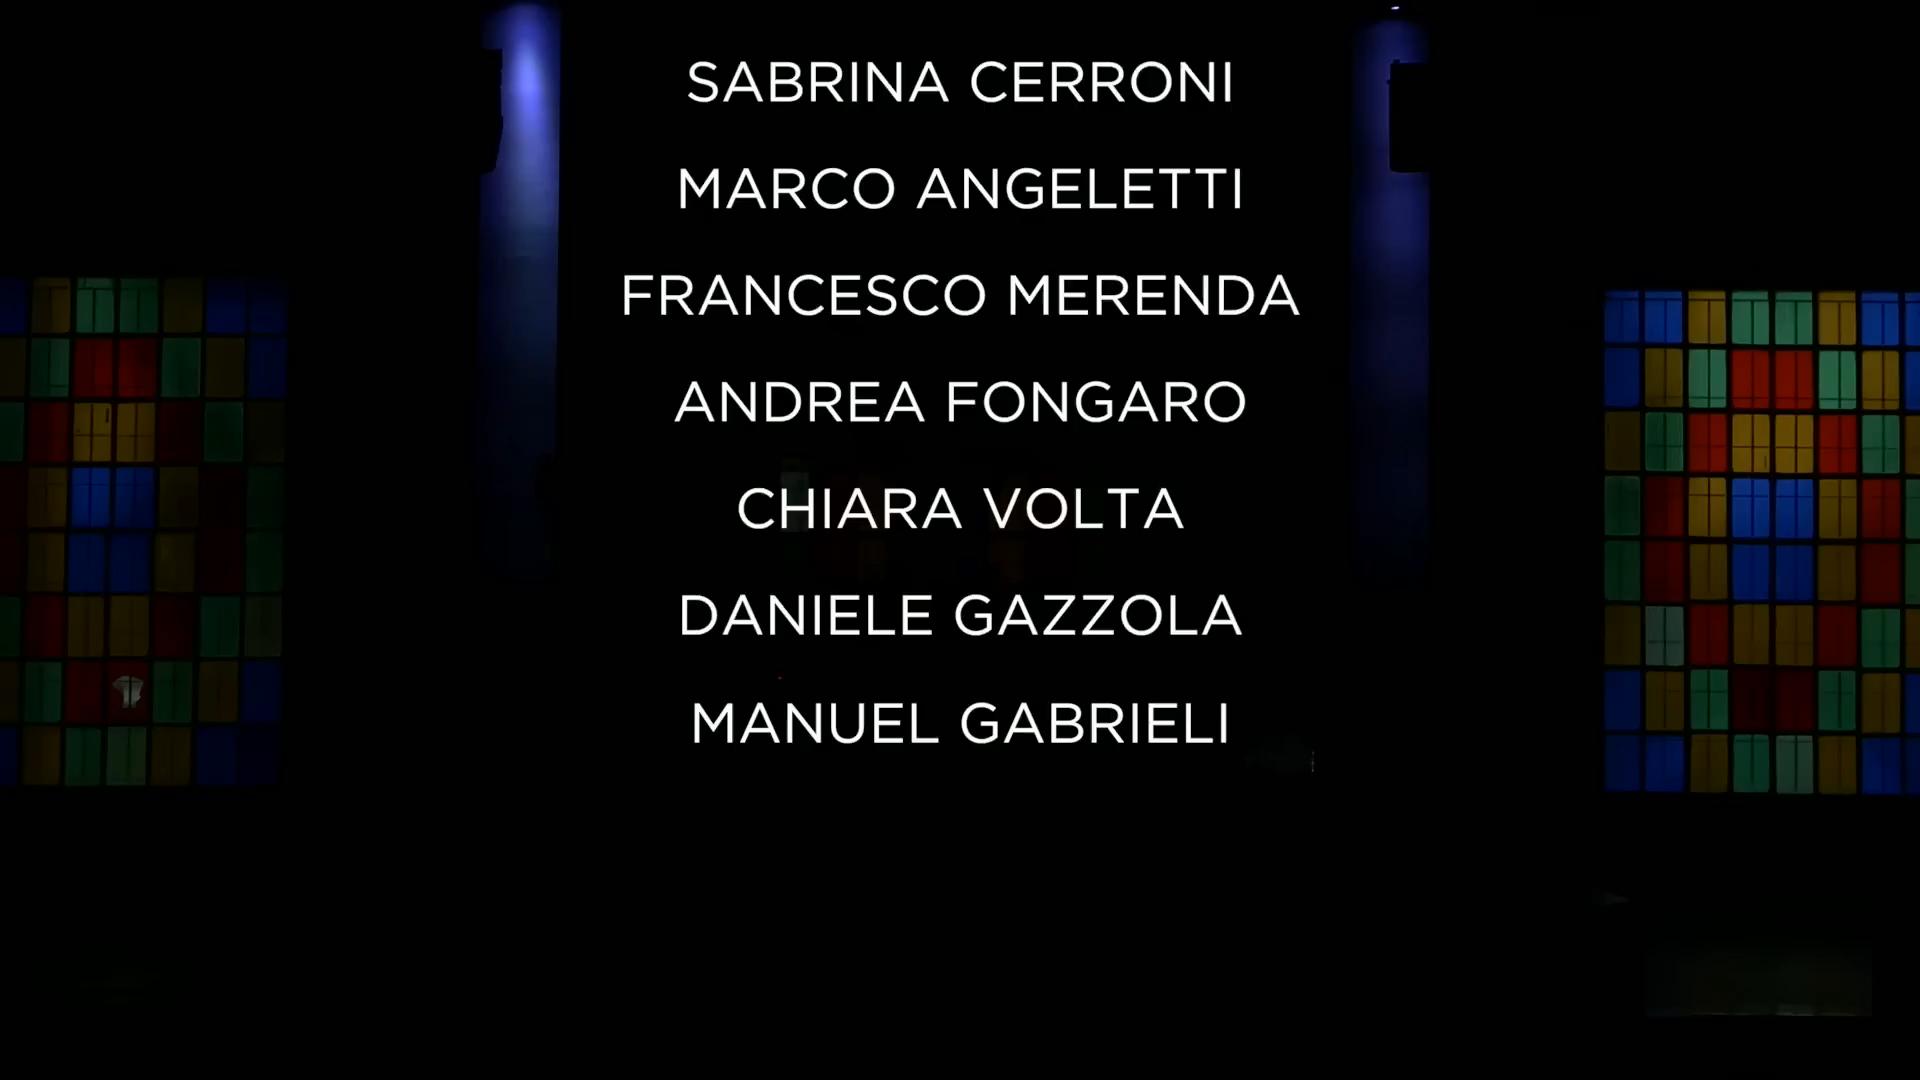 SABRINA CERRONI
MARCO ANGELETTI
FRANCESCO MERENDA
ANDREA FONGARO
CHIARA VOLTA
DANIELE GAZZOLA
MANUEL GABRIELI